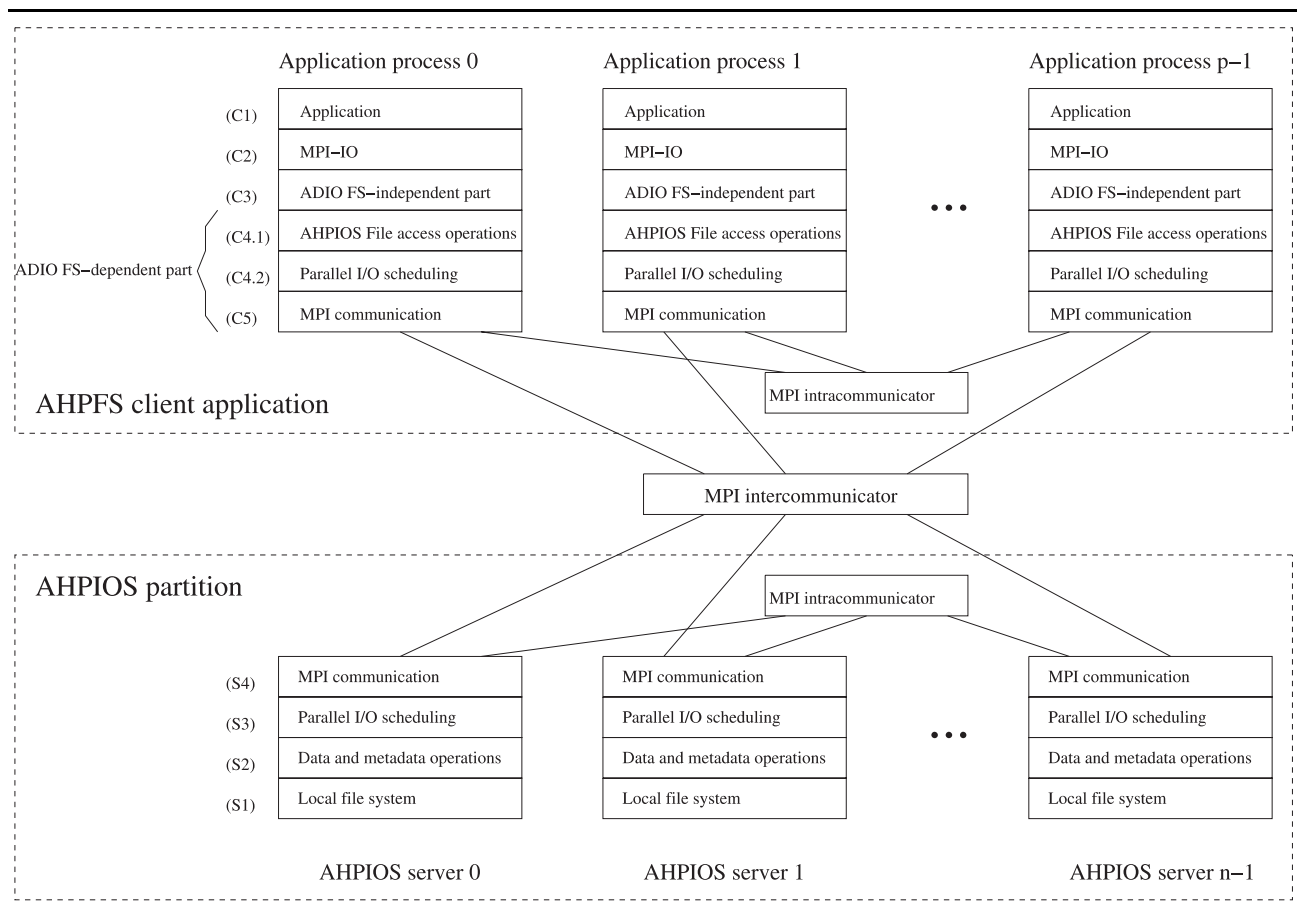 Application process 0
Application process 1
Application process p−1
(C1)
Application
Application
Application
(C2)
MPI−IO
MPI−IO
MPI−IO
(C3)
ADIO FS−independent part
ADIO FS−independent part
ADIO FS−independent part
•••
(C4.1)
AHPIOS File access operations
AHPIOS File access operations
AHPIOS File access operations
ADIO FS−dependent part
(C4.2)
Parallel I/O scheduling
Parallel I/O scheduling
Parallel I/O scheduling
(C5)
MPI communication
MPI communication
MPI communication
MPI intracommunicator
AHPFS client application
MPI intercommunicator
AHPIOS partition
MPI intracommunicator
(S4)
MPI communication
MPI communication
MPI communication
(S3)
Parallel I/O scheduling
Parallel I/O scheduling
Parallel I/O scheduling
•••
(S2)
Data and metadata operations
Data and metadata operations
Data and metadata operations
(S1)
Local file system
Local file system
Local file system
AHPIOS server 0
AHPIOS server 1
AHPIOS server n−1